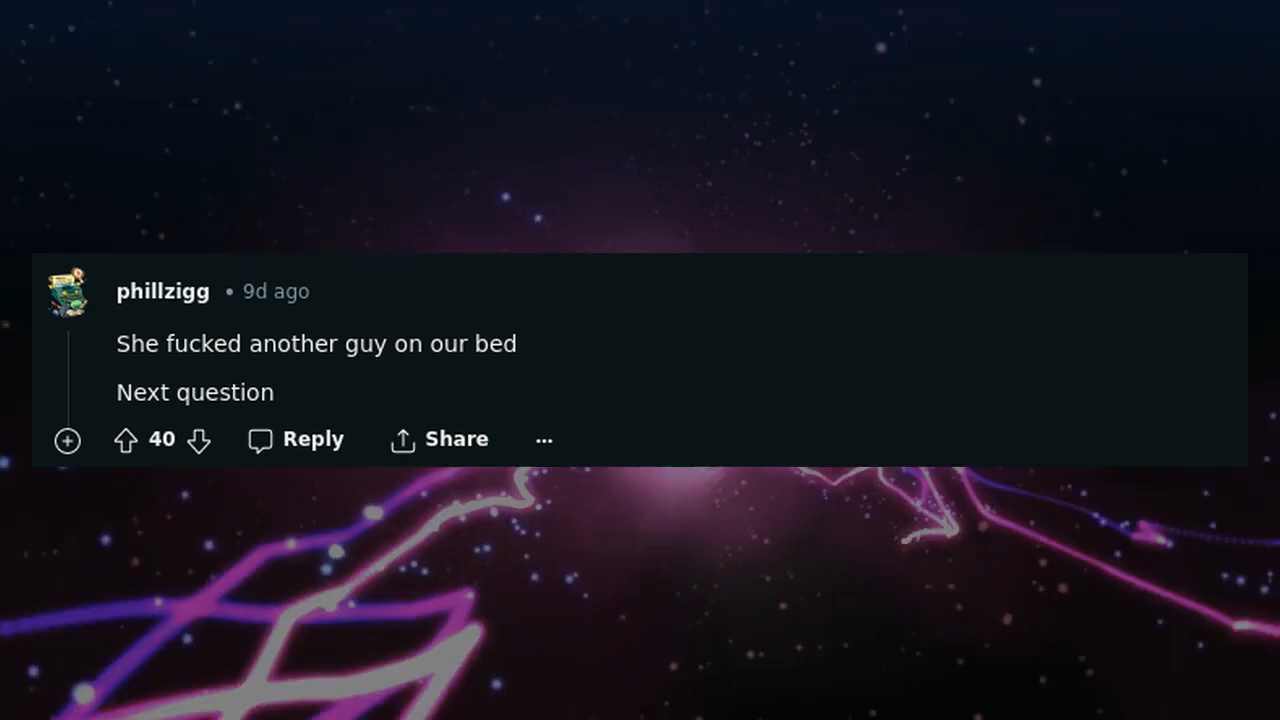 phillzigg • 9d ago
She fucked another guy on our bed
Next question
40 Reply Share ...